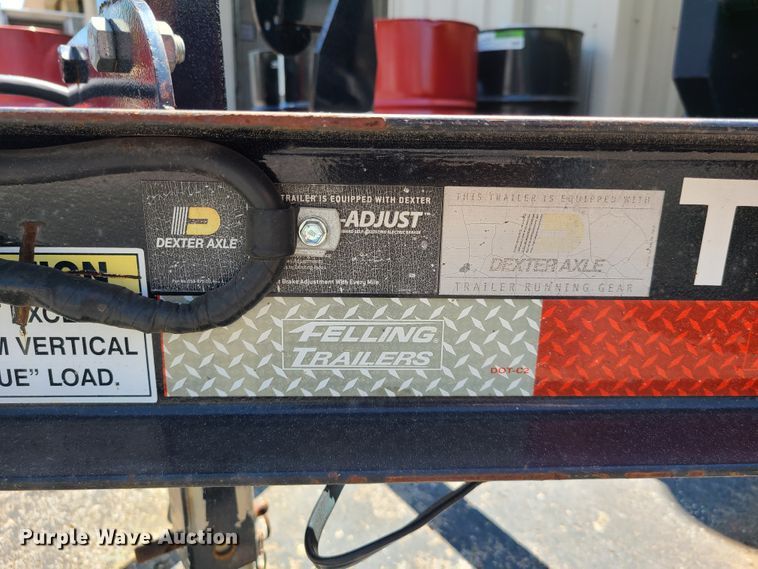 TRAILER IS EQUIPPED WITH DEXTER
THIS TRAILER IS EQUIPPED WITH
-ADJUST™
DEXTER AXLE
DEXTER AXLE
TRAILER RUNNING GEAR
Brake Adjustment With Every Mile
T
FELLING
TRAILERS
DOT-C2
VERTICAL
UE" LOAD.
Purple Wave Auction